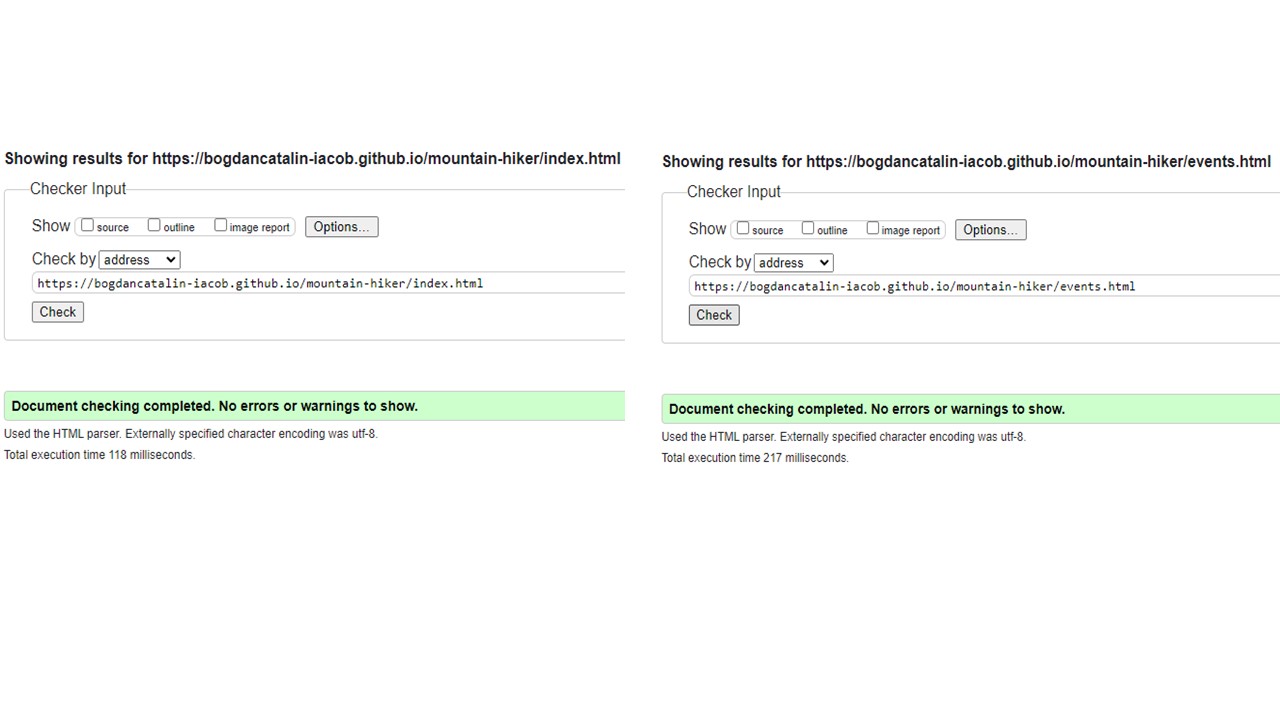 Showing results for https://bogdancatalin-iacob.github.io/mountain-hiker/index.html
Checker Input
Show source outline image report Options...
Check by address
https://bogdancatalin-iacob.github.io/mountain-hiker/index.html
Check
Document checking completed. No errors or warnings to show.
Used the HTML parser. Externally specified character encoding was utf-8.
Total execution time 118 milliseconds.
Showing results for https://bogdancatalin-iacob.github.io/mountain-hiker/events.html
Checker Input
Show source outline image report Options...
Check by address
https://bogdancatalin-iacob.github.io/mountain-hiker/events.html
Check
Document checking completed. No errors or warnings to show.
Used the HTML parser. Externally specified character encoding was utf-8.
Total execution time 217 milliseconds.